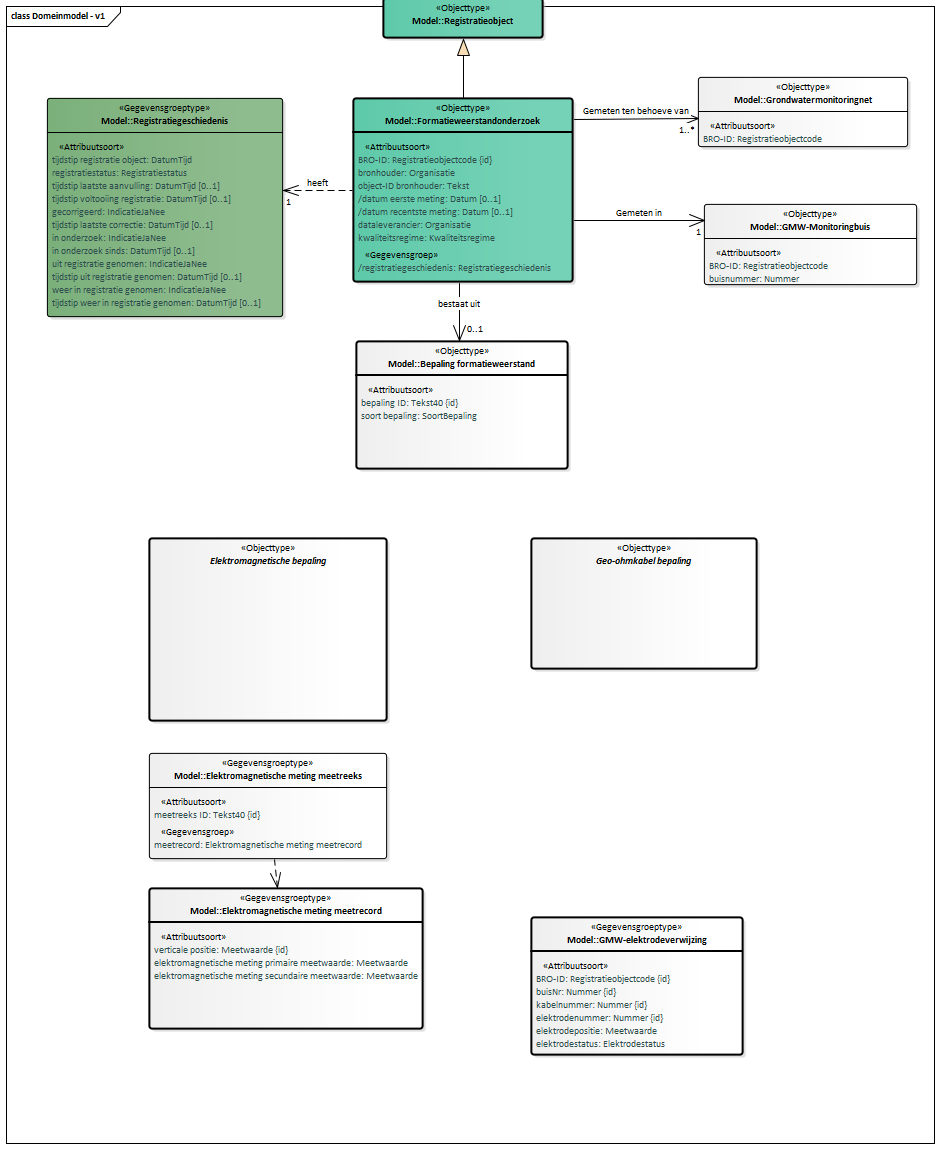 class Domeinmodel - v1
«Objecttype»
Model::Registratieobject
«Gegevensgroeptype»
Model::Registratiegeschiedenis
«Attribuutsoort»
tijdstip registratie object: DatumTijd
registratiestatus: Registratiestatus
tijdstip laatste aanvulling: DatumTijd [0..1]
tijdstip voltooiing registratie: DatumTijd [0..1]
gecorrigeerd: IndicatieJaNee
tijdstip laatste correctie: DatumTijd [0..1]
in onderzoek: IndicatieJaNee
in onderzoek sinds: DatumTijd [0..1]
uit registratie genomen: IndicatieJaNee
tijdstip uit registratie genomen: DatumTijd [0..1]
weer in registratie genomen: IndicatieJaNee
tijdstip weer in registratie genomen: DatumTijd [0..1]
heeft
1
«Objecttype»
Model::Formatieweerstandonderzoek
«Attribuutsoort»
BRO-ID: Registratieobjectcode {id}
bronhouder: Organisatie
object-ID bronhouder: Tekst
/datum eerste meting: Datum [0..1]
/datum recentste meting: Datum [0..1]
dataleverancier: Organisatie
kwaliteitsregime: Kwaliteitsregime
«Gegevensgroep»
/registratiegeschiedenis: Registratiegeschiedenis
Gemeten ten behoeve van
1..*
«Objecttype»
Model::Grondwatermonitoringnet
«Attribuutsoort»
BRO-ID: Registratieobjectcode
Gemeten in
1
«Objecttype»
Model::GMW-Monitoringbuis
«Attribuutsoort»
BRO-ID: Registratieobjectcode
buisnummer: Nummer
bestaat uit
0..1
«Objecttype»
Model::Bepaling formatieweerstand
«Attribuutsoort»
bepaling ID: Tekst40 {id}
soort bepaling: SoortBepaling
«Objecttype»
Elektromagnetische bepaling
«Objecttype»
Geo-ohmkabel bepaling
«Gegevensgroeptype»
Model::Elektromagnetische meting meetreeks
«Attribuutsoort»
meetreeks ID: Tekst40 {id}
«Gegevensgroep»
meetrecord: Elektromagnetische meting meetrecord
«Gegevensgroeptype»
Model::Elektromagnetische meting meetrecord
«Attribuutsoort»
verticale positie: Meetwaarde {id}
elektromagnetische meting primaire meetwaarde: Meetwaarde
elektromagnetische meting secundaire meetwaarde: Meetwaarde
«Gegevensgroeptype»
Model::GMW-elektrodeverwijzing
«Attribuutsoort»
BRO-ID: Registratieobjectcode {id}
buisNr: Nummer {id}
kabelnummer: Nummer {id}
elektrodenummer: Nummer {id}
elektrodepositie: Meetwaarde
elektrodestatus: Elektrodestatus